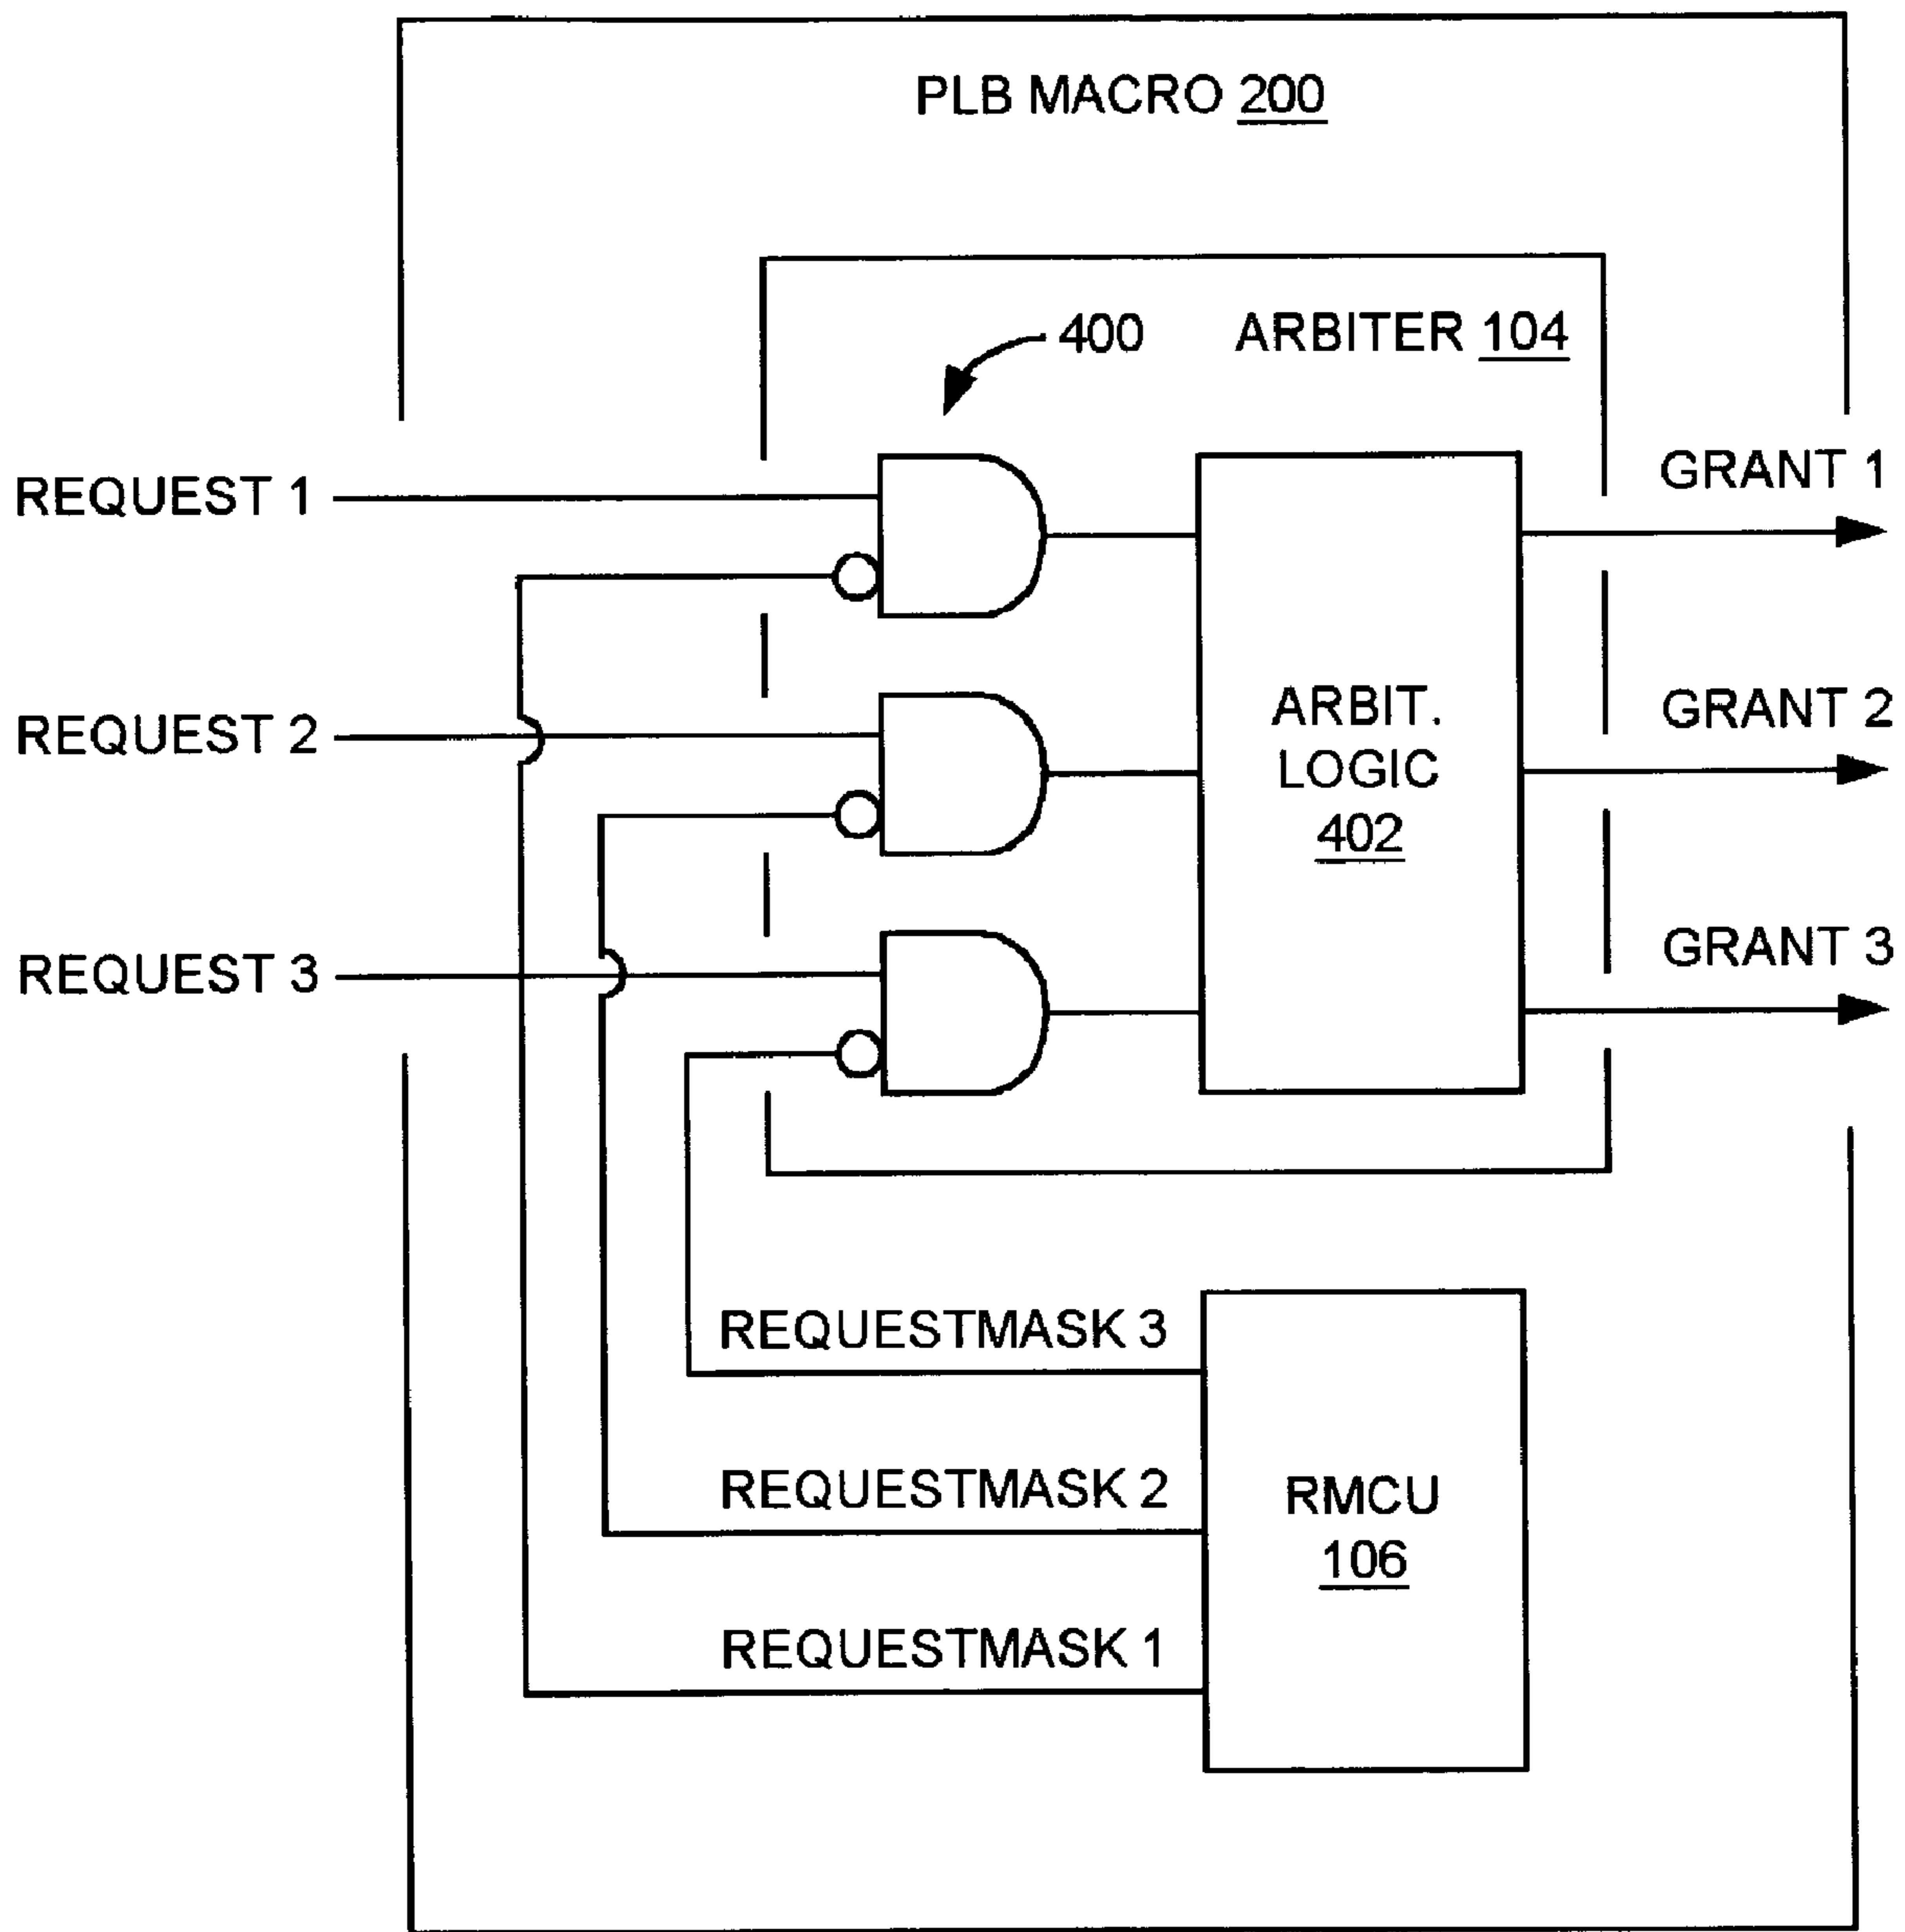 PLB MACRO 200
400
ARBITER 104
REQUEST 1
GRANT 1
REQUEST 2
ARBIT.
LOGIC
402
GRANT 2
REQUEST 3
GRANT 3
REQUESTMASK 3
REQUESTMASK 2
RMCU
106
REQUESTMASK 1